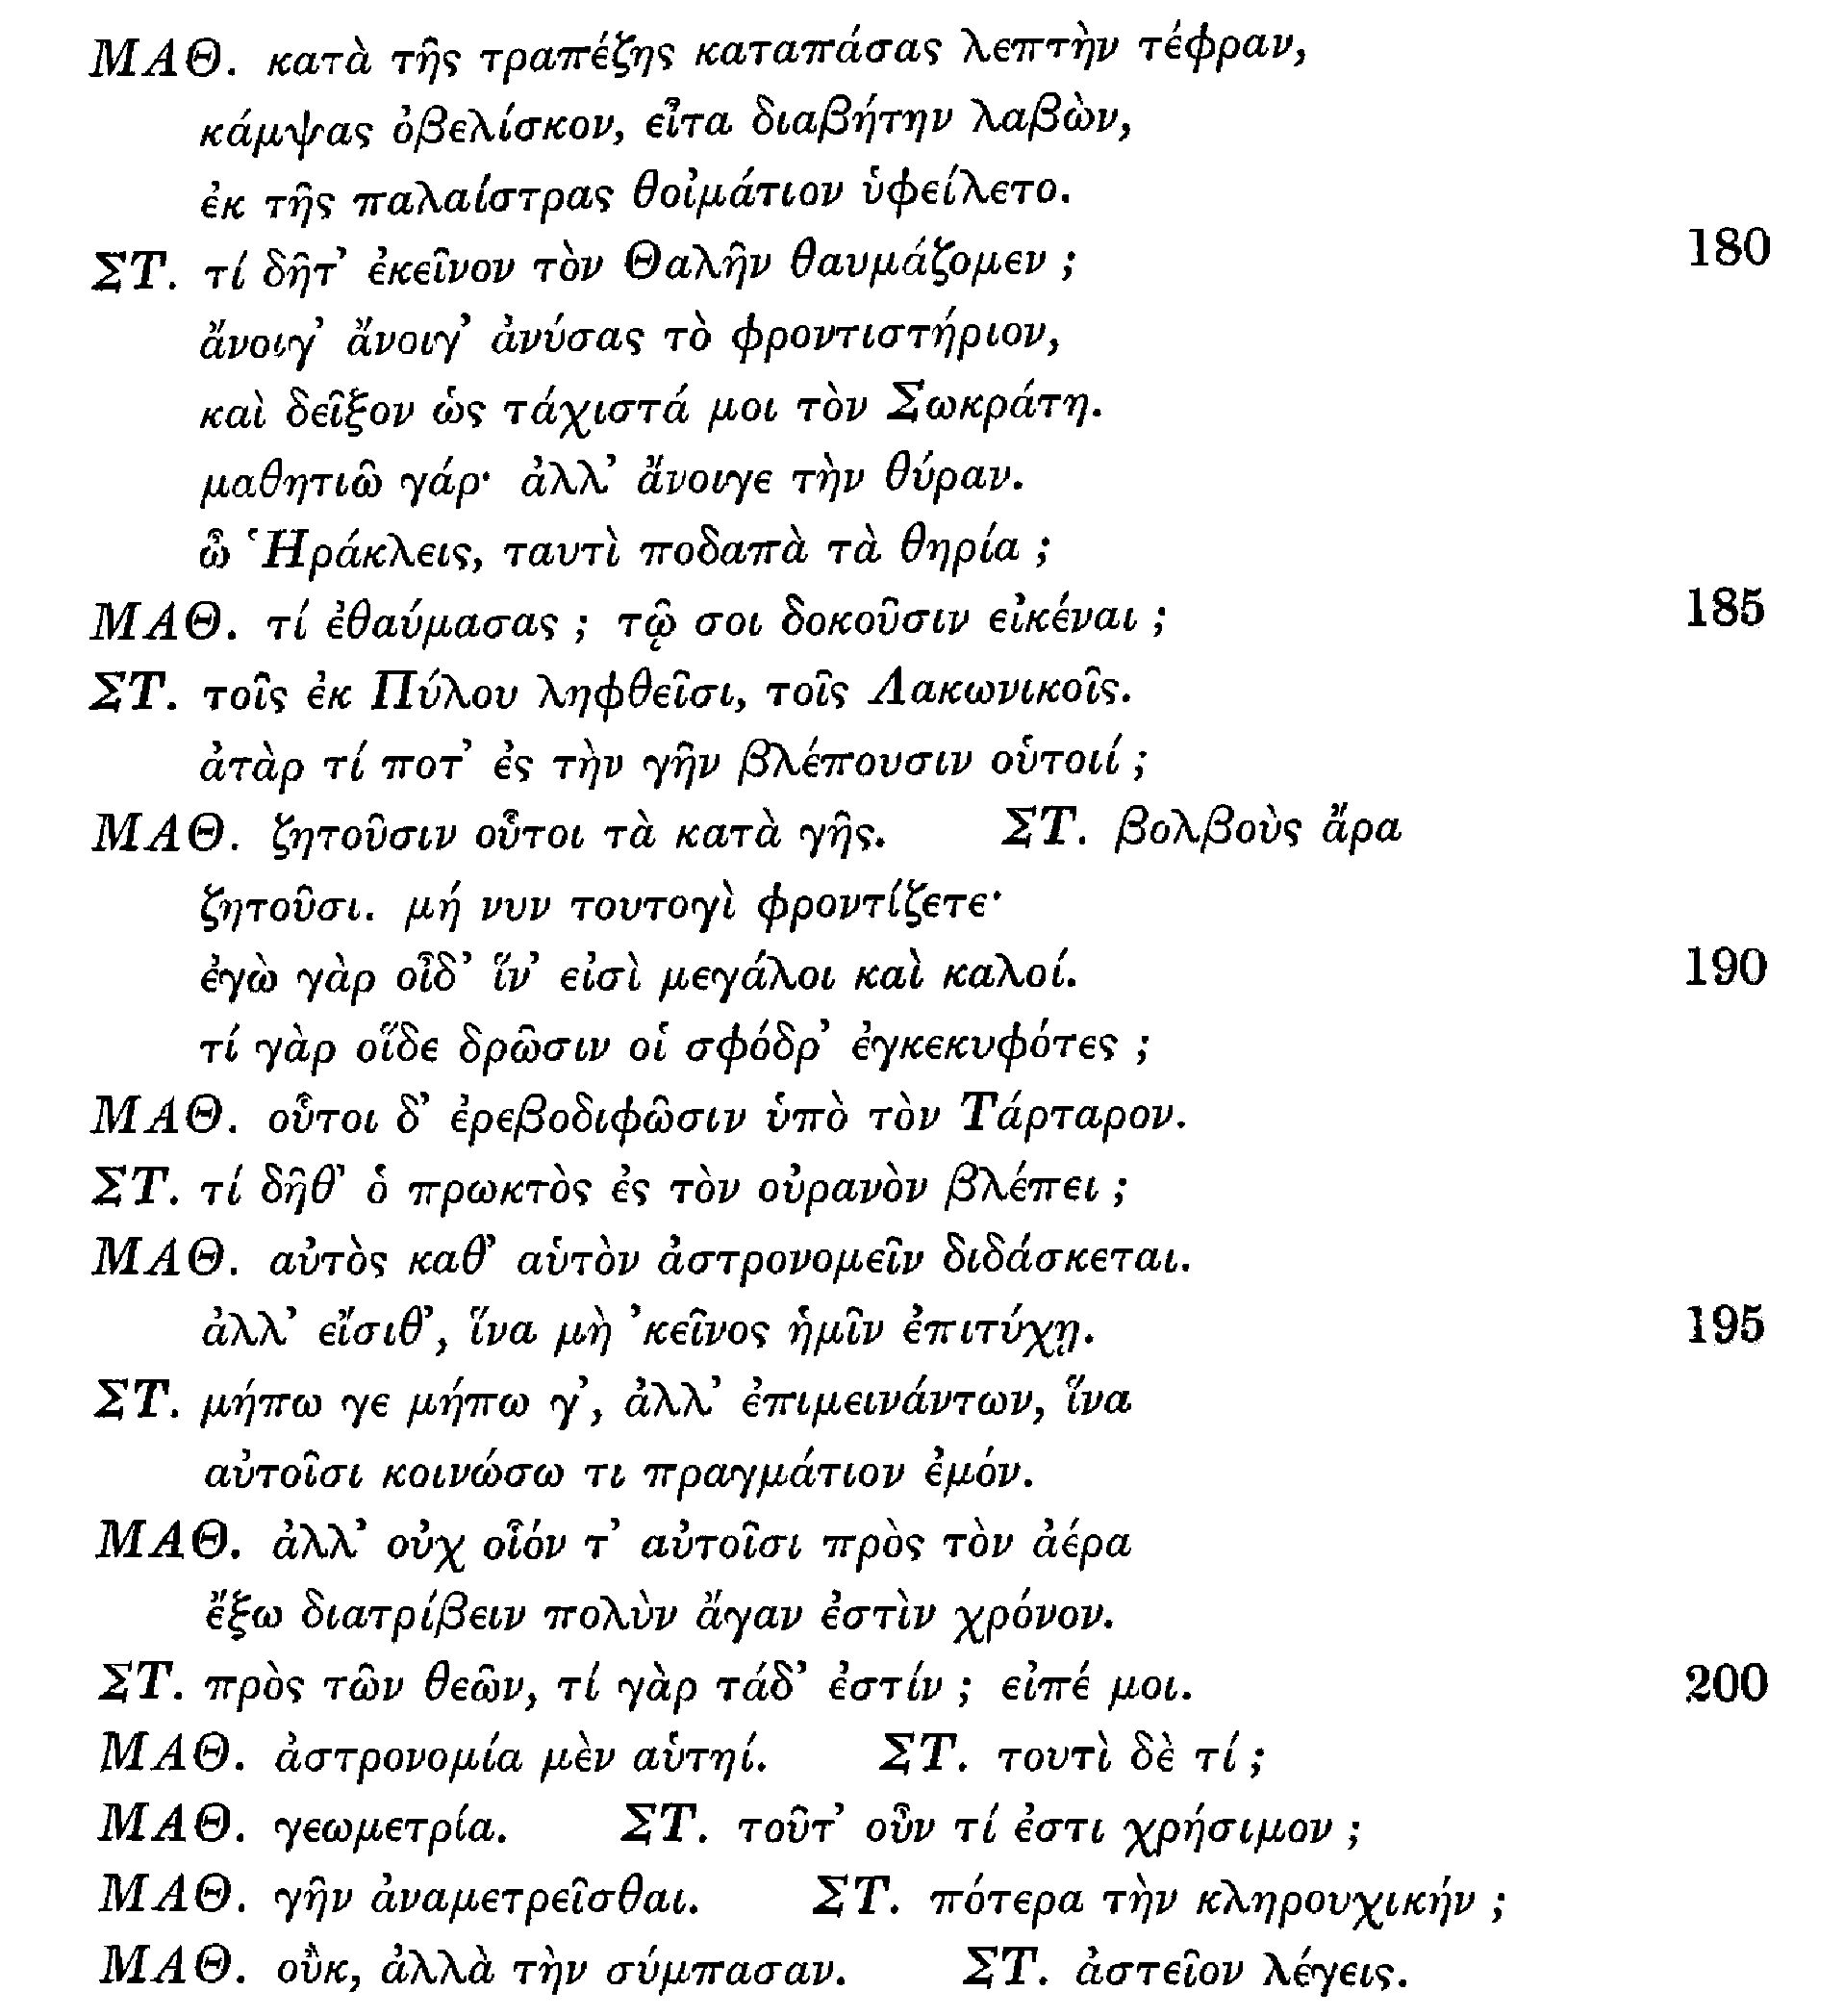 ΜΑΘ. κατὰ τῆς τραπέζης καταπάσας λεπτὴν τέφραν,
κάμψας ὀβελίσκον, εἶτα διαβήτην λαβὼν,
ἐκ τῆς παλαίστρας θοἰμάτιον ὑφείλετο.
ΣΤ. τί δῆτ’ ἐκεῖνον τὸν Θαλῆν θαυμάζομεν ; 180
ἄνοιγ’ ἄνοιγ’ ἀνύσας τὸ φροντιστήριον,
καὶ δεῖξον ὡς τάχιστά μοι τὸν Σωκράτη.
μαθητιῶ γάρ· ἀλλ’ ἄνοιγε τὴν θύραν.
ὦ Ἡράκλεις, ταυτὶ ποδαπὰ τὰ θηρία ;
ΜΑΘ. τί ἐθαύμασας ; τῷ σοι δοκοῦσιν εἰκέναι ; 185
ΣΤ. τοῖς ἐκ Πύλου ληφθεῖσι, τοῖς Λακωνικοῖς.
ἀτὰρ τί ποτ’ ἐς τὴν γῆν βλέπουσιν οὑτοιί ;
ΜΑΘ. ζητοῦσιν οὗτοι τὰ κατὰ γῆς. ΣΤ. βολβοὺς ἄρα
ζητοῦσι. μή νυν τουτογὶ φροντίζετε·
ἐγὼ γὰρ οἶδ’ ἵν’ εἰσὶ μεγάλοι καὶ καλοί. 190
τί γὰρ οἵδε δρῶσιν οἱ σφόδρ’ ἐγκεκυφότες ;
ΜΑΘ. οὗτοι δ’ ἐρεβοδιφῶσιν ὑπὸ τὸν Τάρταρον.
ΣΤ. τί δῆθ’ ὁ πρωκτὸς ἐς τὸν οὐρανὸν βλέπει ;
ΜΑΘ. αὐτὸς καθ’ αὑτὸν ἀστρονομεῖν διδάσκεται.
ἀλλ’ εἴσιθ’, ἵνα μὴ ’κεῖνος ἡμῖν ἐπιτύχῃ. 195
ΣΤ. μήπω γε μήπω γ’, ἀλλ’ ἐπιμεινάντων, ἵνα
αὐτοῖσι κοινώσω τι πραγμάτιον ἐμόν.
ΜΑΘ. ἀλλ’ οὐχ οἷόν τ’ αὐτοῖσι πρὸς τὸν ἀέρα
ἔξω διατρίβειν πολὺν ἄγαν ἐστὶν χρόνον.
ΣΤ. πρὸς τῶν θεῶν, τί γὰρ τάδ’ ἐστίν ; εἰπέ μοι. 200
ΜΑΘ. ἀστρονομία μὲν αὑτηί. ΣΤ. τουτὶ δὲ τί ;
ΜΑΘ. γεωμετρία. ΣΤ. τοῦτ’ οὖν τί ἐστι χρήσιμον ;
ΜΑΘ. γῆν ἀναμετρεῖσθαι. ΣΤ. πότερα τὴν κληρουχικήν ;
ΜΑΘ. οὒκ, ἀλλὰ τὴν σύμπασαν. ΣΤ. ἀστεῖον λέγεις.